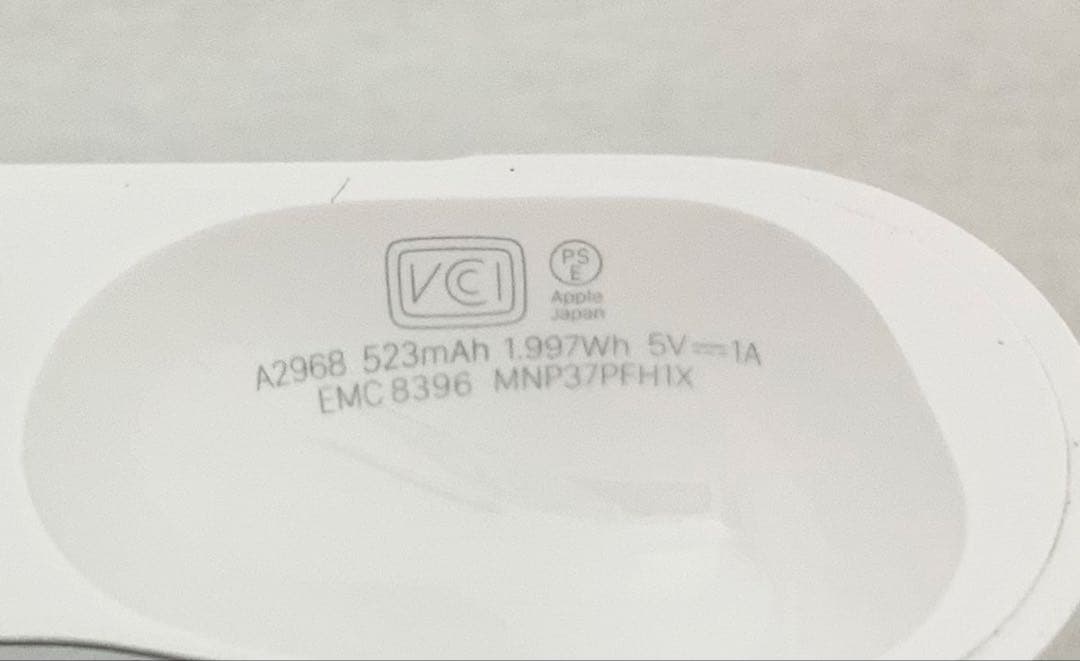 VCI
PS
E
Apple
Japan
A2968 523mAh 1.997Wh 5V⎓1A
EMC 8396 MNP37PFH1X